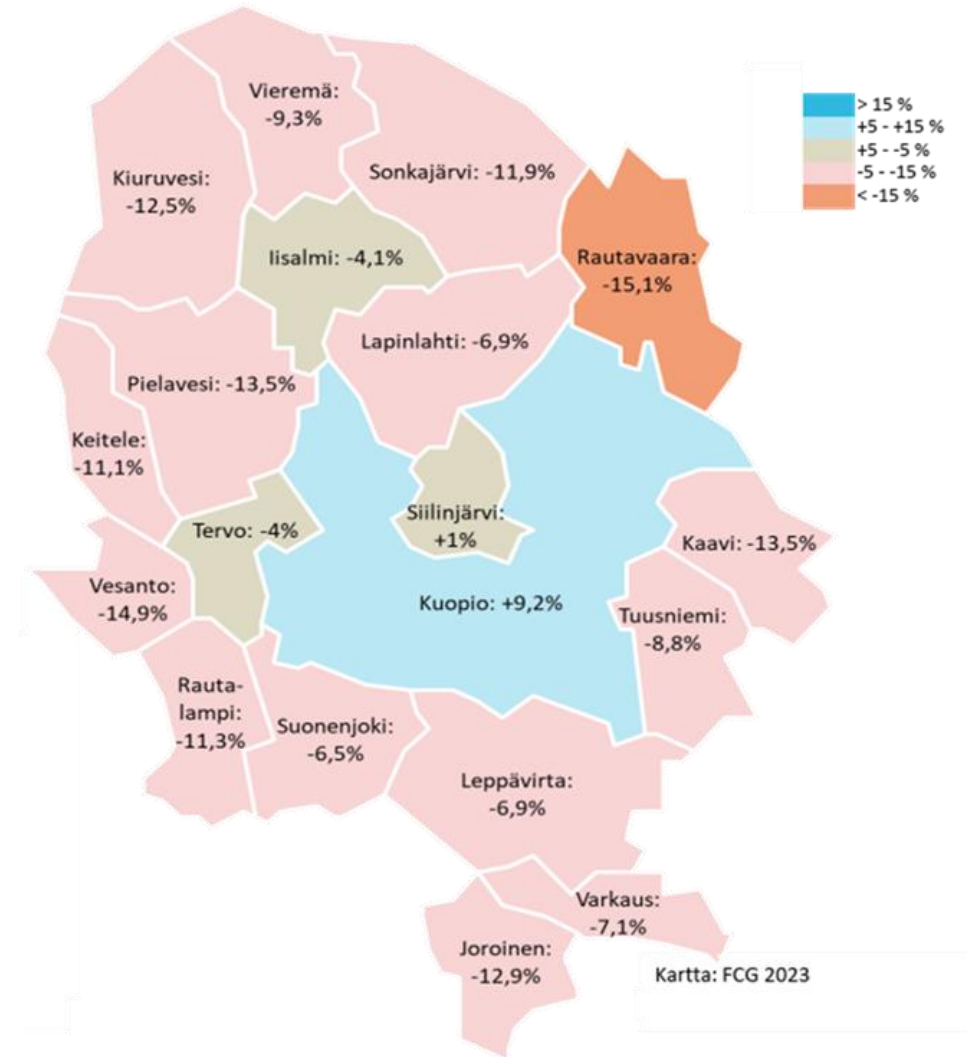 Vieremä:
-9,3%
> 15 %
+5 - +15 %
+5 - -5 %
-5 - -15 %
< -15 %
Kiuruvesi:
-12,5%
Sonkajärvi: -11,9%
Iisalmi: -4,1%
Rautavaara:
-15,1%
Lapinlahti: -6,9%
Pielavesi: -13,5%
Keitele:
-11,1%
Siilinjärvi:
+1%
Tervo: -4%
Kaavi: -13,5%
Vesanto:
-14,9%
Kuopio: +9,2%
Tuusniemi:
-8,8%
Rauta-
lampi:
-11,3%
Suonenjoki:
-6,5%
Leppävirta:
-6,9%
Varkaus:
-7,1%
Joroinen:
-12,9%
Kartta: FCG 2023